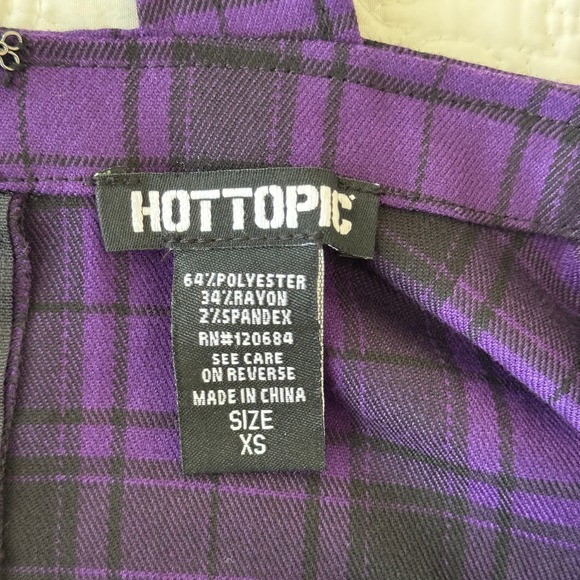 HOTTOPIC
64%POLYESTER
34%RAYON
2%SPANDEX
RN#120684
SEE CARE
ON REVERSE
MADE IN CHINA
SIZE
XS